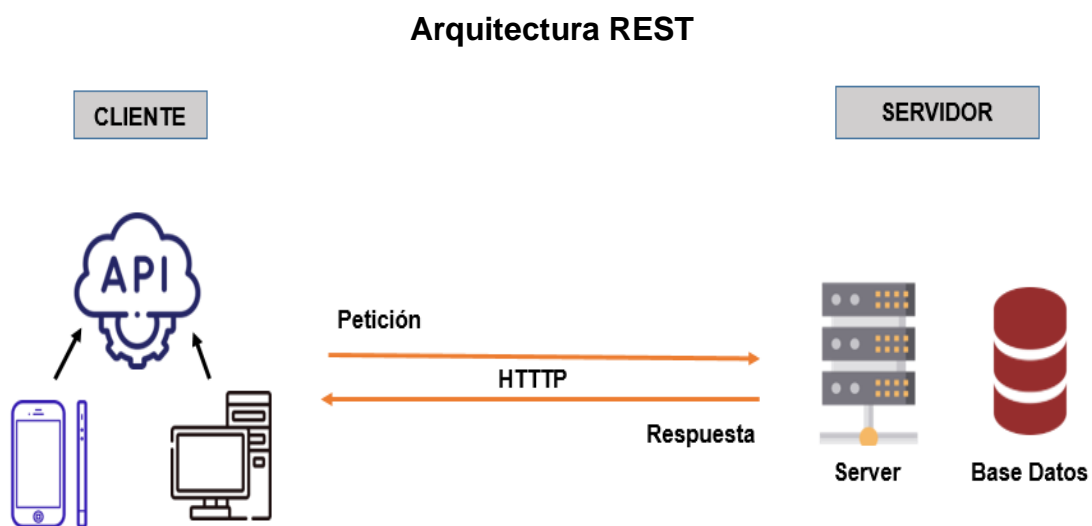 Arquitectura REST
CLIENTE
SERVIDOR
API
Petición
HTTTP
Respuesta
Server
Base Datos